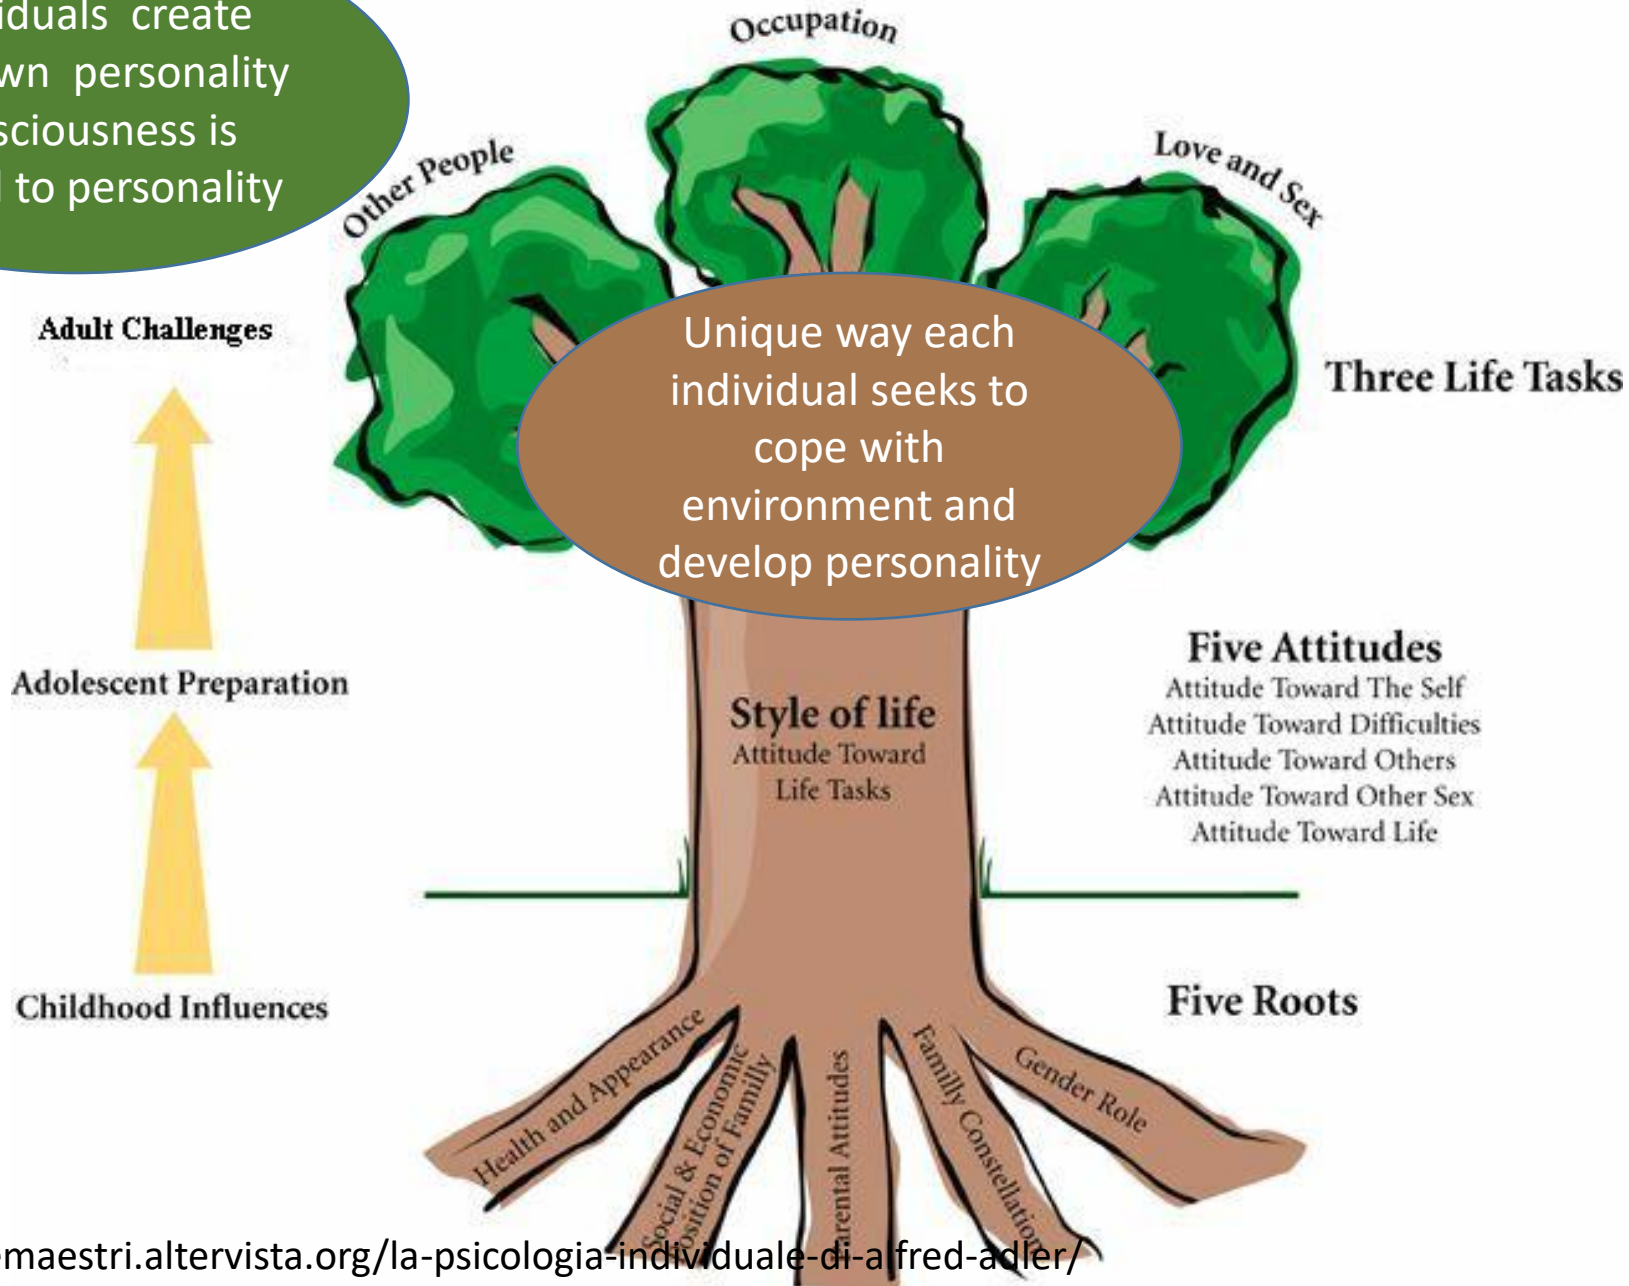 iduals create
wn personality
sciousness is
l to personality
Occupation
Other People
Love and Sex
Adult Challenges
Unique way each
individual seeks to
cope with
environment and
develop personality
Three Life Tasks
Adolescent Preparation
Style of life
Attitude Toward
Life Tasks
Five Attitudes
Attitude Toward The Self
Attitude Toward Difficulties
Attitude Toward Others
Attitude Toward Other Sex
Attitude Toward Life
Childhood Influences
Five Roots
Health and Appearance
Social & Economic
Position of Familly
Parental Attitudes
Familly Constellation
Gender Role
emaestri.altervista.org/la-psicologia-individuale-di-alfred-adler/